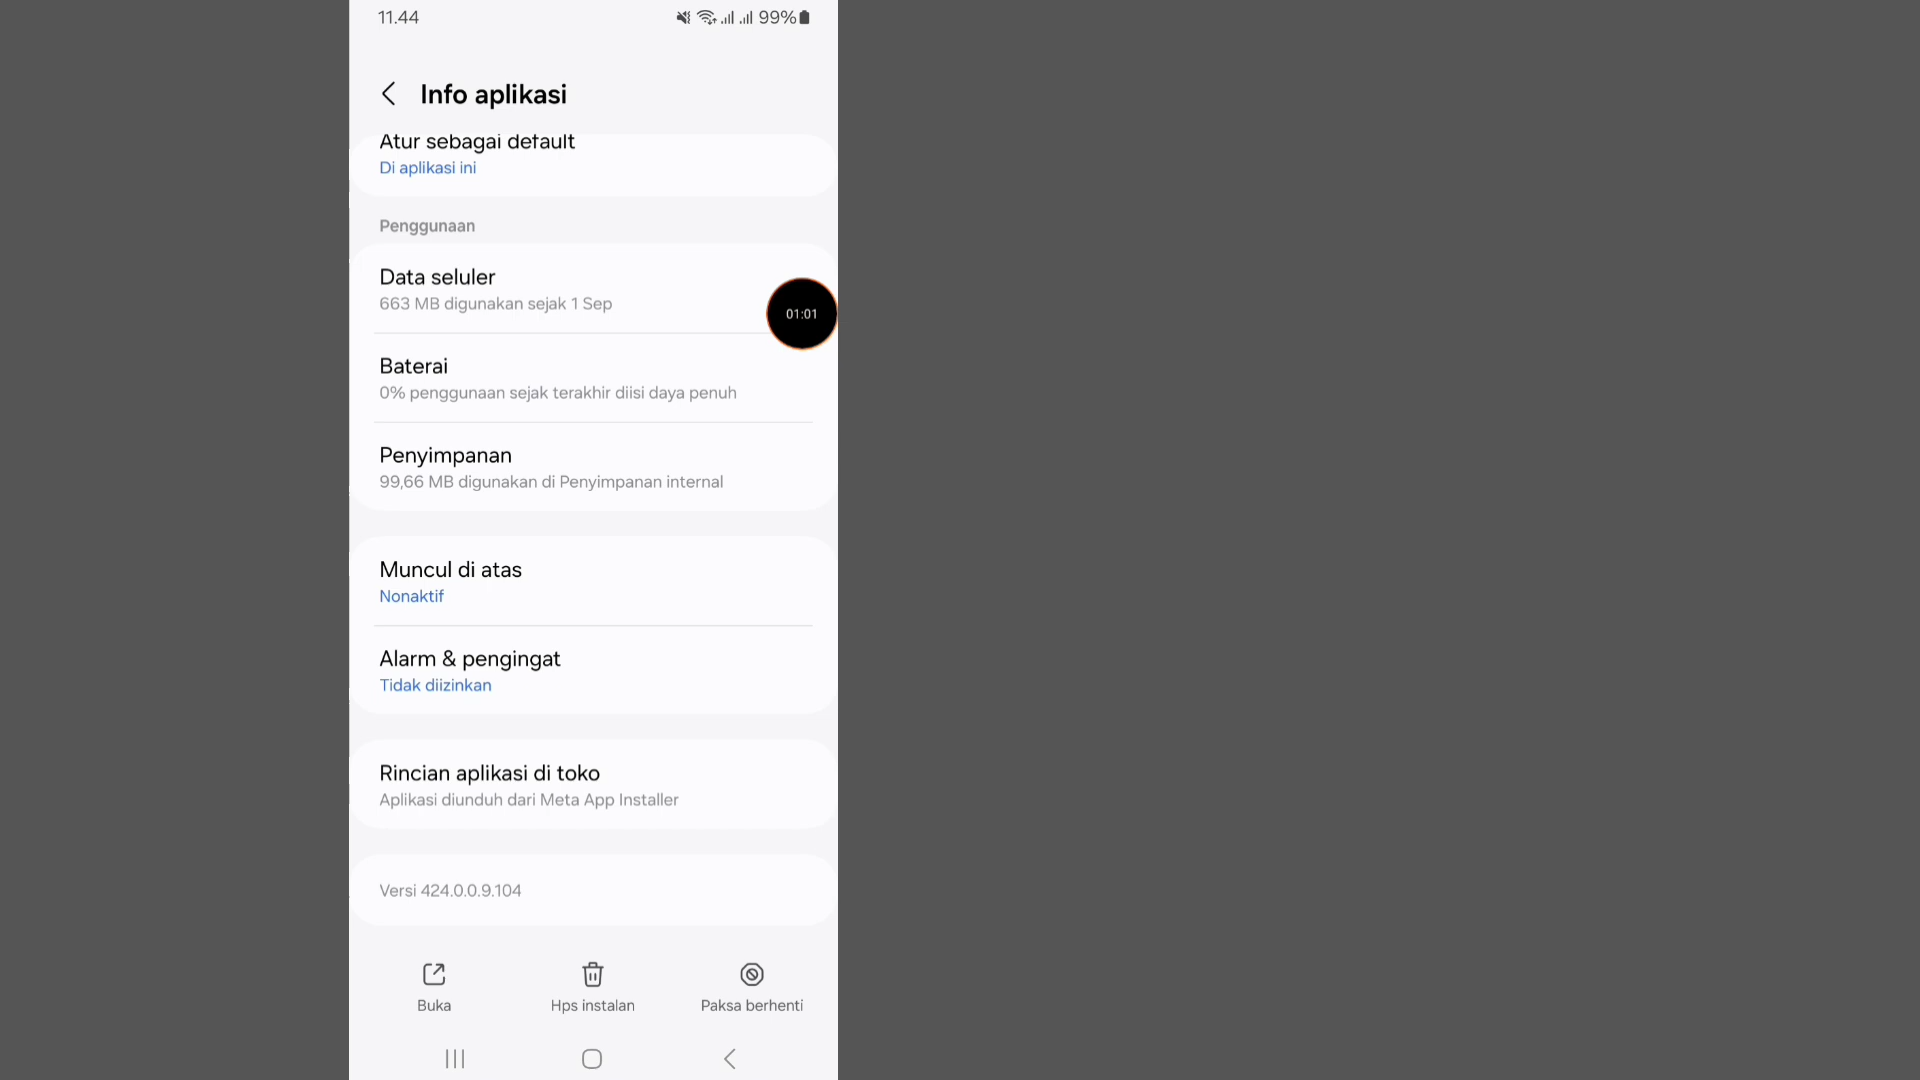 11.44
99%
Info aplikasi
Atur sebagai default
Di aplikasi ini
Penggunaan
Data seluler
663 MB digunakan sejak 1 Sep
01:01
Baterai
0% penggunaan sejak terakhir diisi daya penuh
Penyimpanan
99,66 MB digunakan di Penyimpanan internal
Muncul di atas
Nonaktif
Alarm & pengingat
Tidak diizinkan
Rincian aplikasi di toko
Aplikasi diunduh dari Meta App Installer
Versi 424.0.0.9.104
Buka
Hps instalan
Paksa berhenti